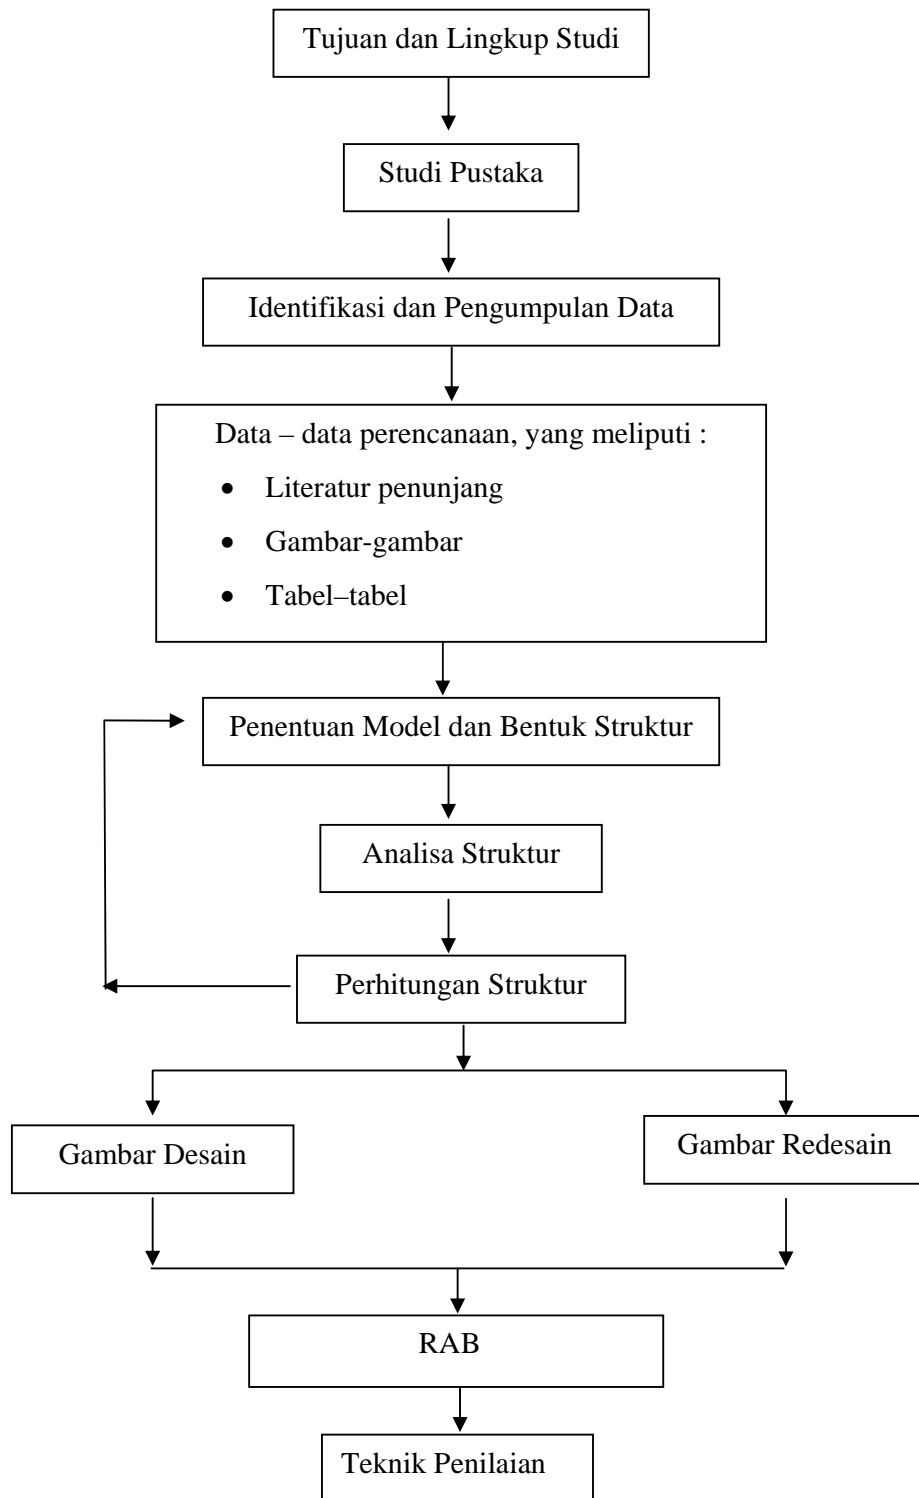 Tujuan dan Lingkup Studi
Studi Pustaka
Identifikasi dan Pengumpulan Data
Data – data perencanaan, yang meliputi :
• Literatur penunjang
• Gambar-gambar
• Tabel–tabel
Penentuan Model dan Bentuk Struktur
Analisa Struktur
Perhitungan Struktur
Gambar Desain
Gambar Redesain
RAB
Teknik Penilaian